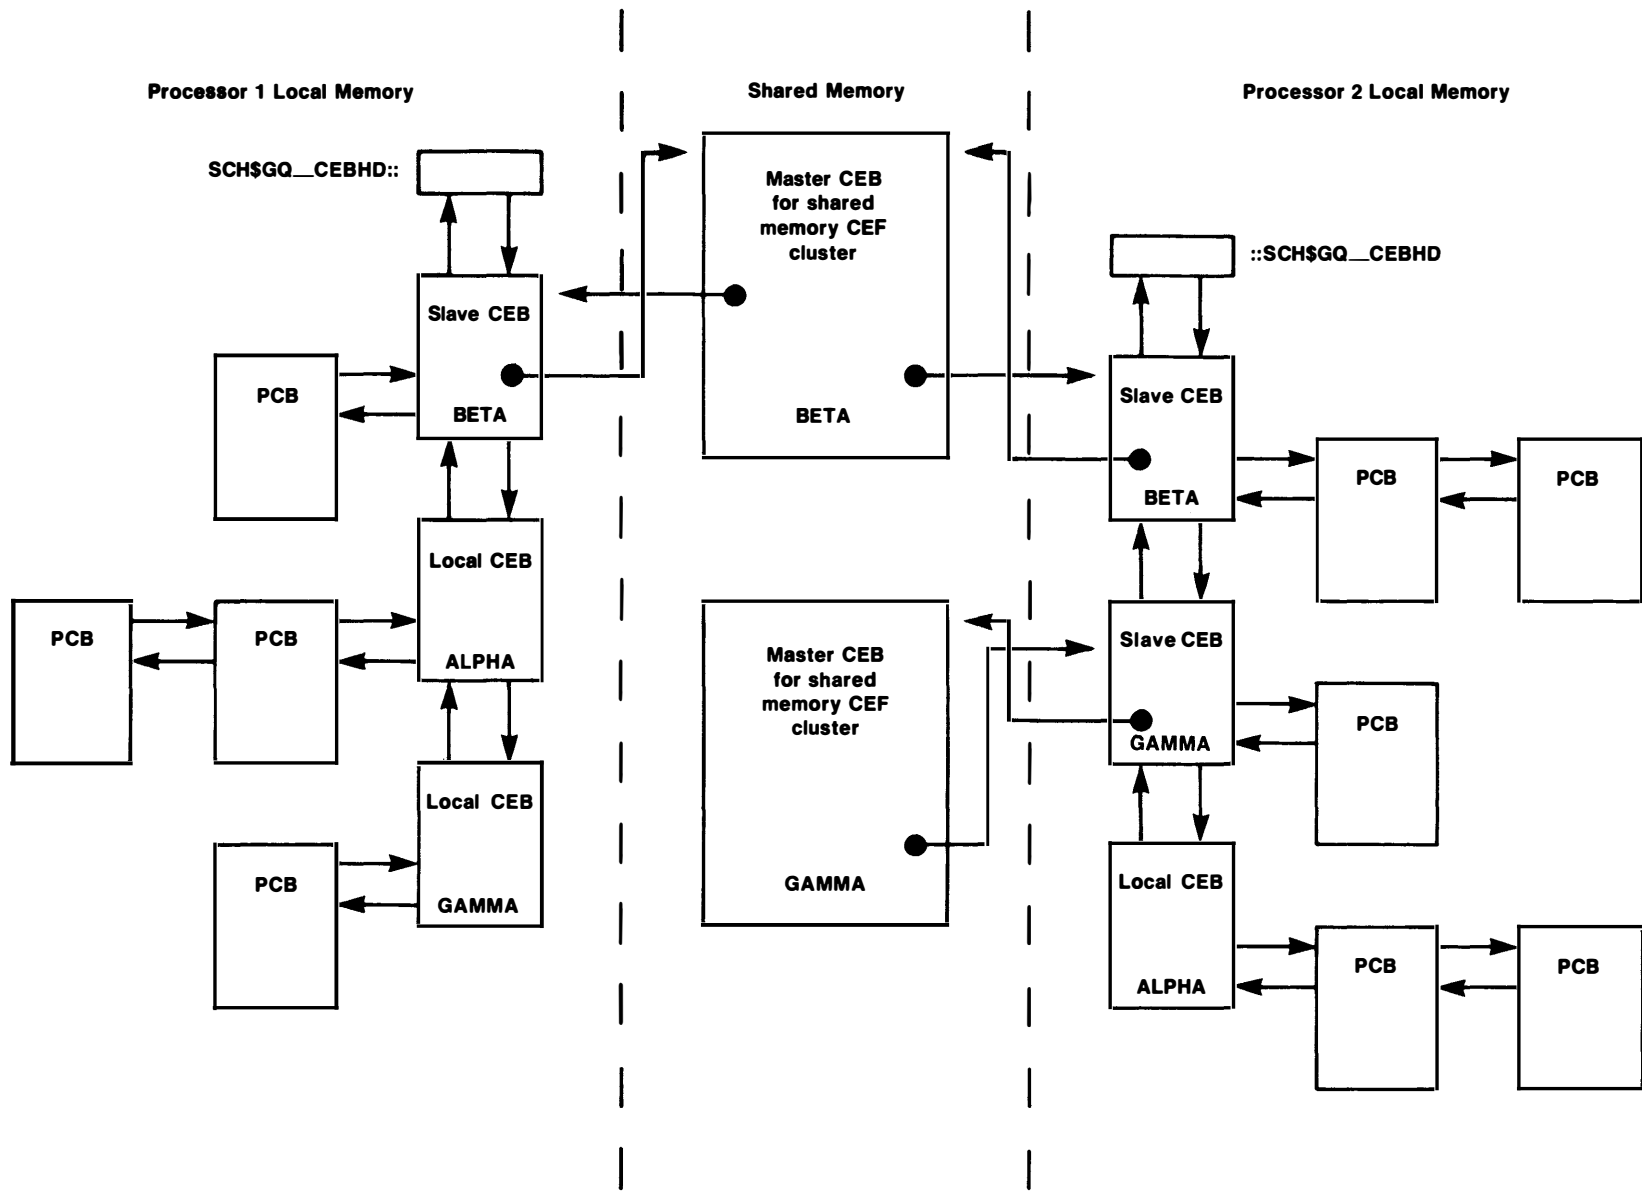 Processor 1 Local Memory
Shared Memory
Processor 2 Local Memory
SCH$GQ__CEBHD::
Master CEB
for shared
memory CEF
cluster
BETA
::SCH$GQ__CEBHD
Slave CEB
BETA
PCB
Slave CEB
BETA
PCB
PCB
Local CEB
ALPHA
PCB
PCB
Master CEB
for shared
memory CEF
cluster
GAMMA
Slave CEB
GAMMA
PCB
Local CEB
GAMMA
PCB
Local CEB
ALPHA
PCB
PCB